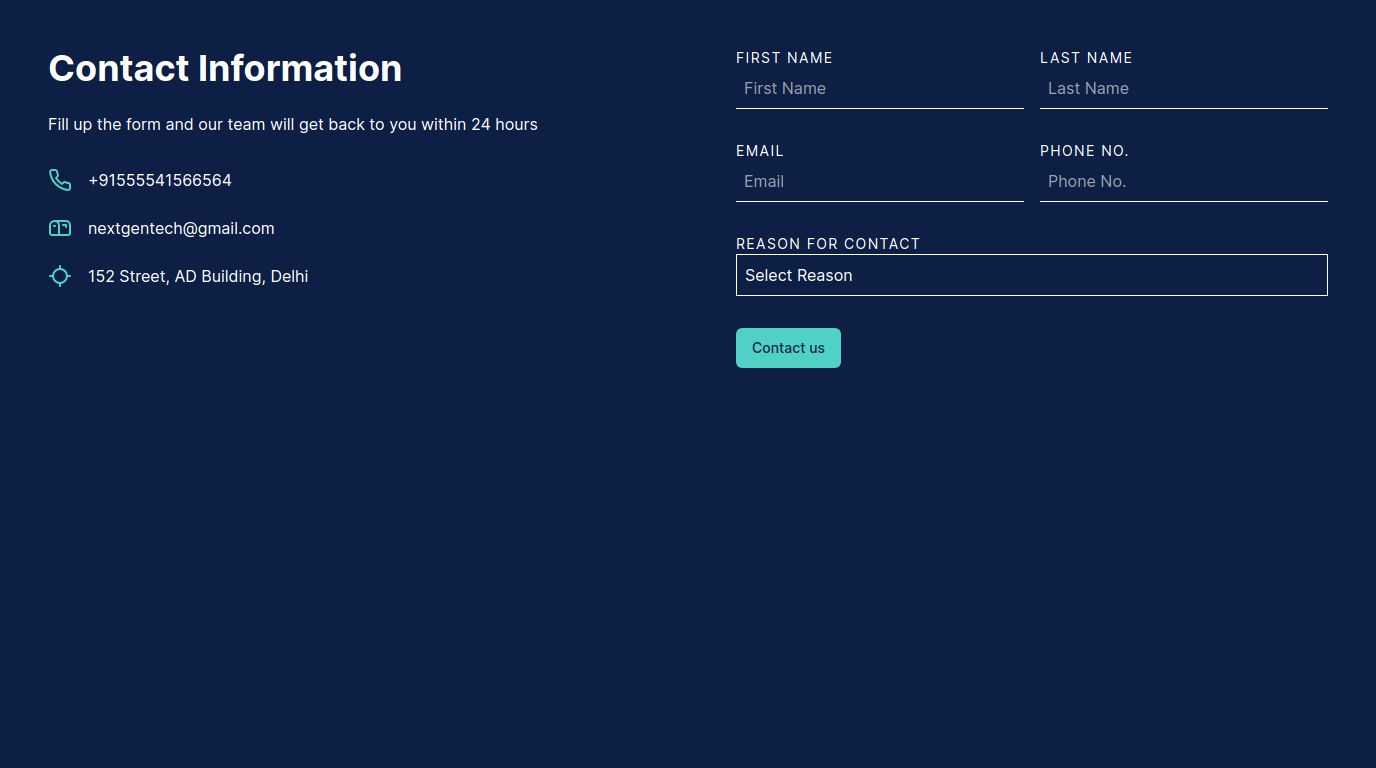 Contact Information
Fill up the form and our team will get back to you within 24 hours
+91555541566564
nextgentech@gmail.com
152 Street, AD Building, Delhi
FIRST NAME
First Name
LAST NAME
Last Name
EMAIL
Email
PHONE NO.
Phone No.
REASON FOR CONTACT
Select Reason
Contact us